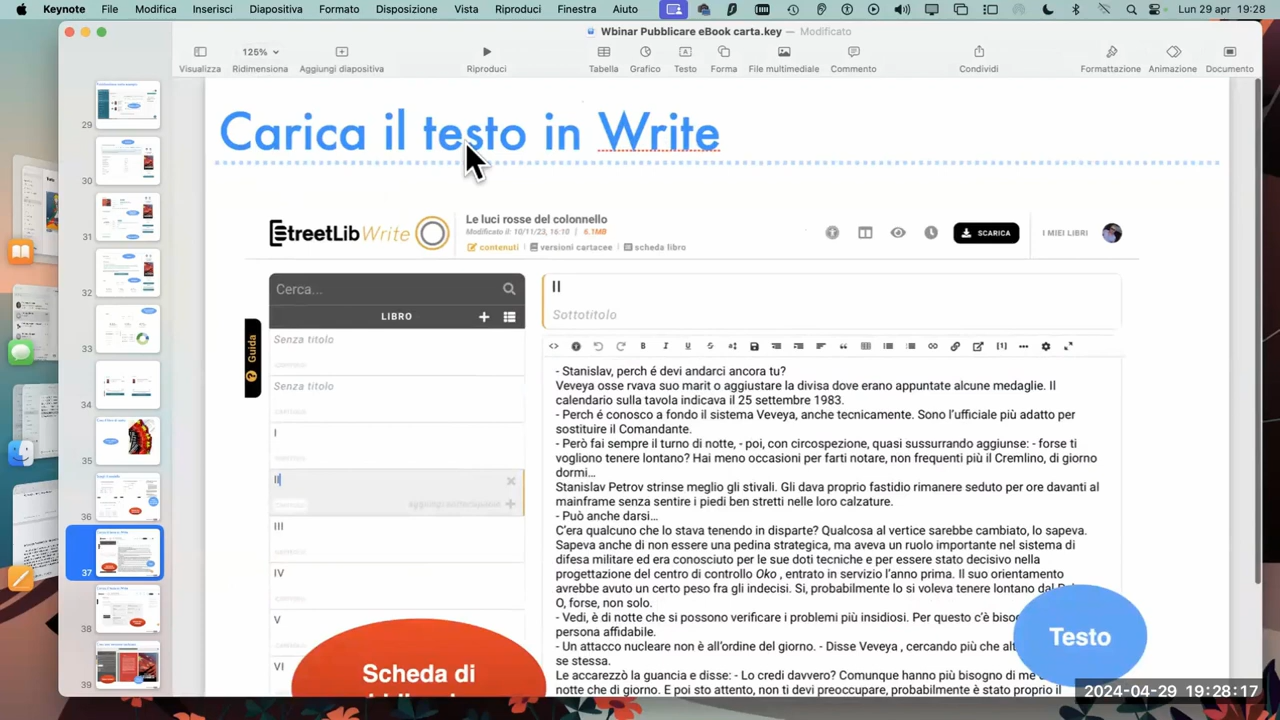 Keynote File Modifica Inserisci Diapositiva Formato Disposizione Vista Riproduci Finestra Aiuto Lun 29 apr 19:28
Wbinar Pubblicare eBook carta.key — Modificato
125%
Visualizza Ridimensiona Aggiungi diapositiva Riproduci Tabella Grafico Testo Forma File multimediale Commento Condividi Formattazione Animazione Documento
29
30
31
32
33
34
35
36
37
38
39
Carica il testo in Write
StreetLib Write
Le luci rosse del colonnello
Modificato il: 10/11/23, 16:10 | 6.1MB
contenuti versioni cartacee scheda libro
SCARICA
I MIEI LIBRI
Guida
Cerca...
LIBRO
Senza titolo
Senza titolo
I
II
III
IV
V
VI
II
Sottotitolo
- Stanislav, perch é devi andarci ancora tu?
Veveya osse rvava suo marit o aggiustare la divisa dove erano appuntate alcune medaglie. Il
calendario sulla tavola indicava il 25 settembre 1983.
- Perch é conosco a fondo il sistema Veveya, anche tecnicamente. Sono l'ufficiale più adatto per
sostituire il Comandante.
- Però fai sempre il turno di notte, - poi, con circospezione, quasi sussurrando aggiunse: - forse ti
vogliono tenere lontano? Hai meno occasioni per farti notare, non frequenti più il Cremlino, di giorno
dormi...
Stanislav Petrov strinse meglio gli stivali. Gli dava proprio fastidio rimanere seduto per ore davanti al
mainframe senza sentire i piedi ben stretti nelle loro calzature.
- Può anche darsi...
C'era qualcuno che lo stava tenendo in disparte? Qualcosa al vertice sarebbe cambiato, lo sapeva.
Sapeva anche di non essere una pedina strategica, ma aveva un ruolo importante nel sistema di
difesa militare ed era conosciuto per le sue doti tecniche e per essere stato decisivo nella
progettazione del centro di controllo Oko , entrato in servizio l'anno prima. Il suo orientamento
avrebbe avuto un certo peso fra gli indecisi. Si, probabilmente lo si voleva tenere lontano dal
O, forse, non solo.
- Vedi, è di notte che si possono verificare i problemi più insidiosi. Per questo c'è
persona affidabile.
- Un attacco nucleare non è all'ordine del giorno. - Disse Veveya , cercando più che
se stessa.
Le accarezzò la guancia e disse: - Lo credi davvero? Comunque hanno più bisogno di me
notte che di giorno. E poi sto attento, non ti devi preoccupare, probabilmente è stato proprio il
Scheda di
Testo
2024-04-29 19:28:17